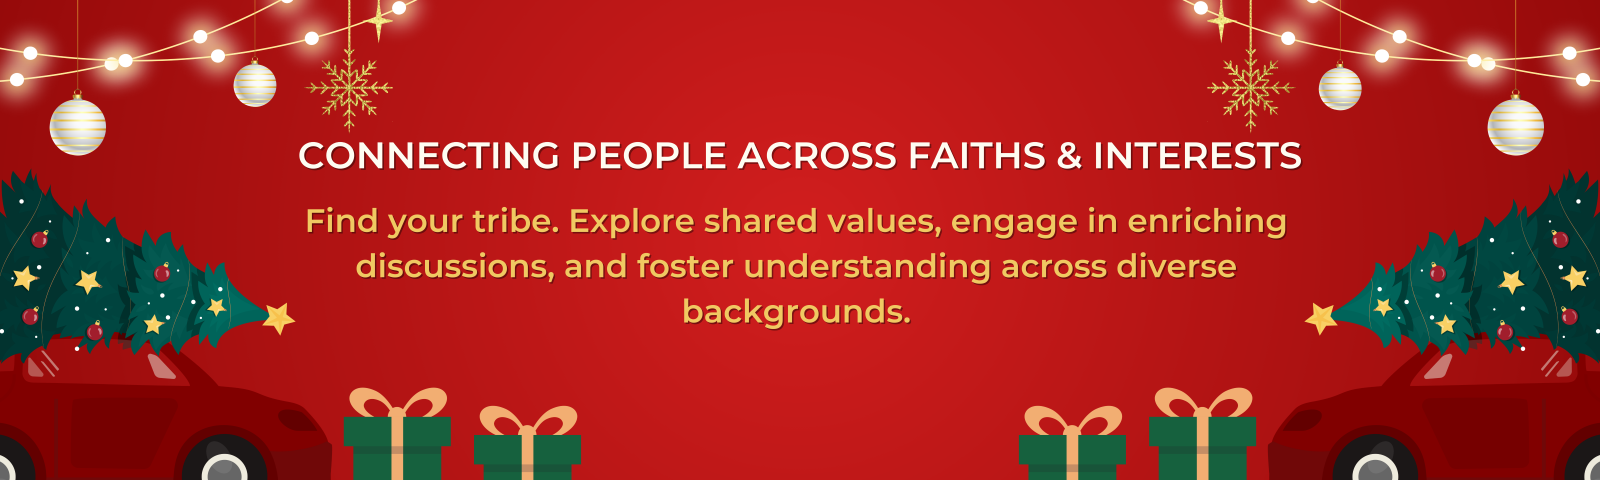 CONNECTING PEOPLE ACROSS FAITHS & INTERESTS
Find your tribe. Explore shared values, engage in enriching
discussions, and foster understanding across diverse
backgrounds.